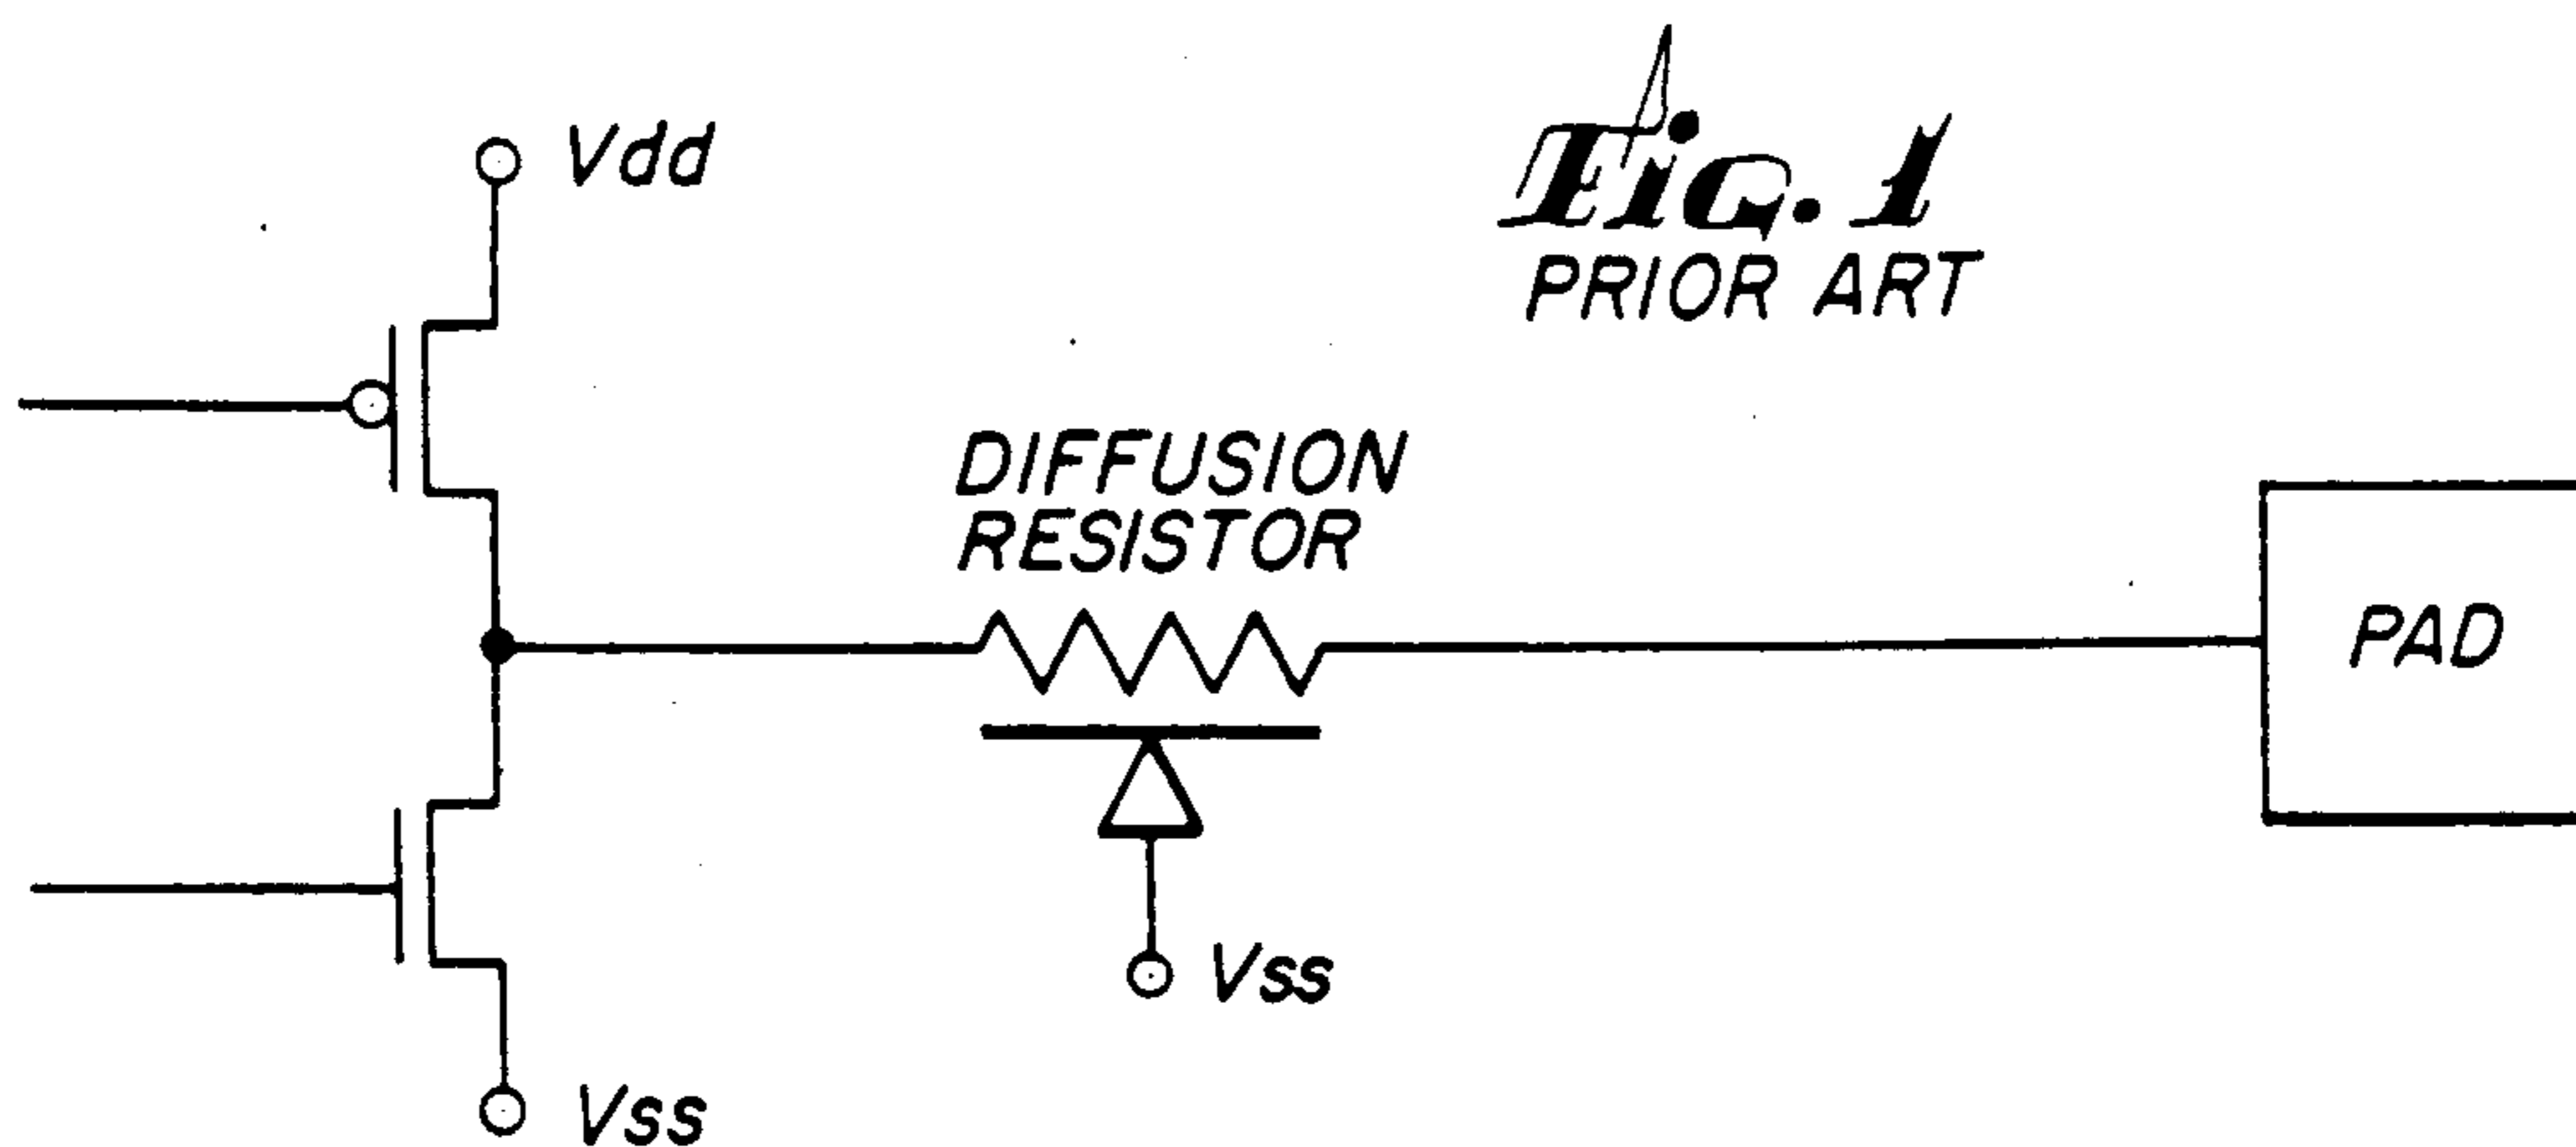 Vdd
Fig. 1
PRIOR ART
DIFFUSION
RESISTOR
PAD
Vss
Vss